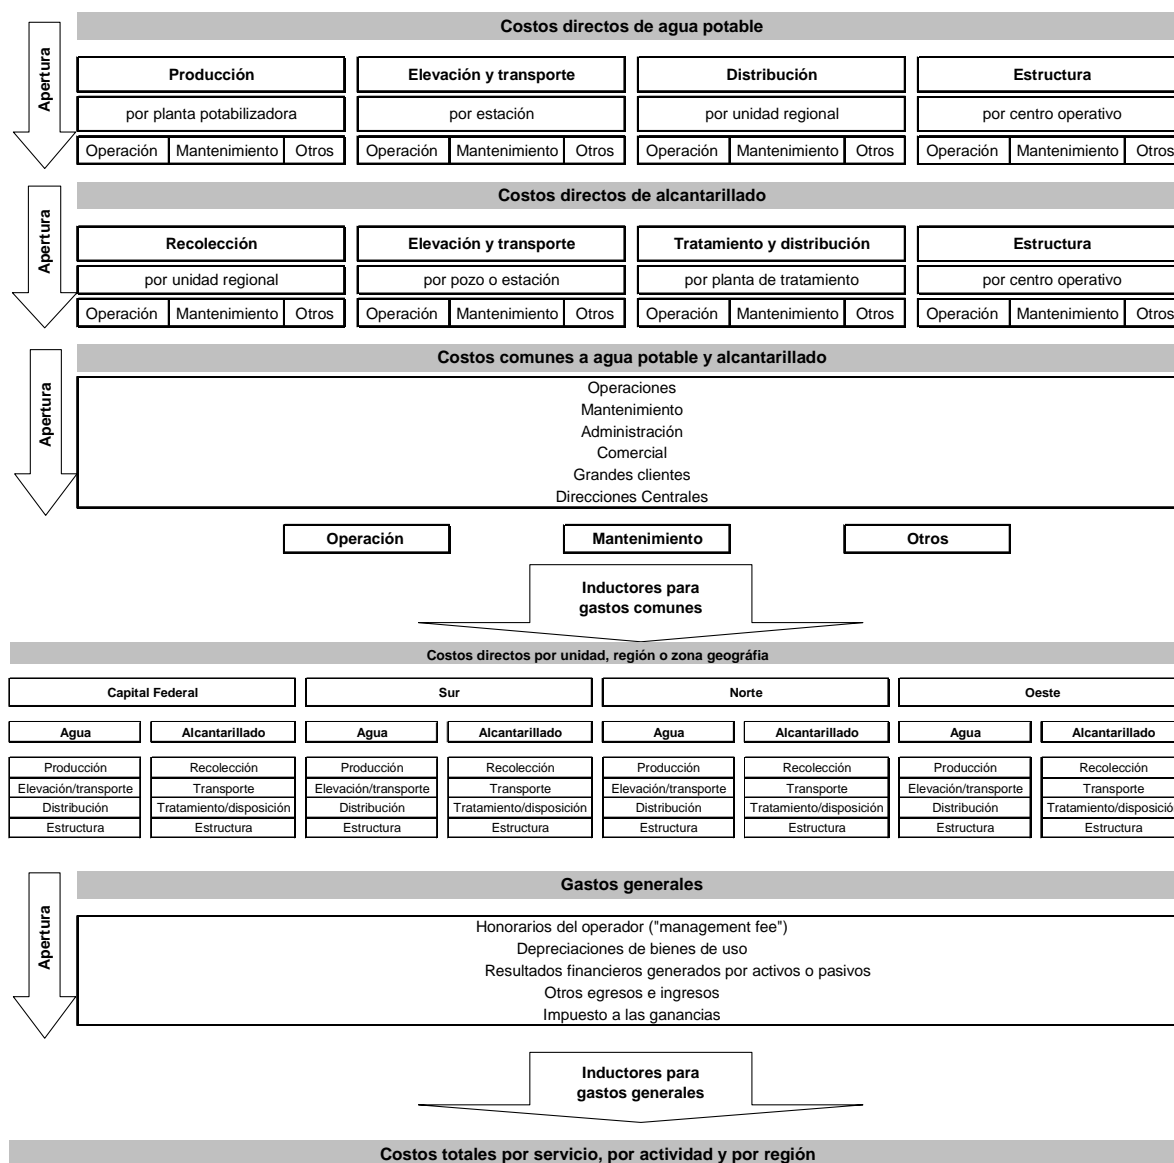 Costos directos de agua potable
Apertura
Producción Elevación y transporte Distribución Estructura
por planta potabilizadora por estación por unidad regional por centro operativo
Operación Mantenimiento Otros Operación Mantenimiento Otros Operación Mantenimiento Otros Operación Mantenimiento Otros
Costos directos de alcantarillado
Apertura
Recolección Elevación y transporte Tratamiento y distribución Estructura
por unidad regional por pozo o estación por planta de tratamiento por centro operativo
Operación Mantenimiento Otros Operación Mantenimiento Otros Operación Mantenimiento Otros Operación Mantenimiento Otros
Costos comunes a agua potable y alcantarillado
Apertura
Operaciones
Mantenimiento
Administración
Comercial
Grandes clientes
Direcciones Centrales
Operación Mantenimiento Otros
Inductores para
gastos comunes
Costos directos por unidad, región o zona geográfia
Capital Federal Sur Norte Oeste
Agua Alcantarillado Agua Alcantarillado Agua Alcantarillado Agua Alcantarillado
Producción Recolección Producción Recolección Producción Recolección Producción Recolección
Elevación/transporte Transporte Elevación/transporte Transporte Elevación/transporte Transporte Elevación/transporte Transporte
Distribución Tratamiento/disposición Distribución Tratamiento/disposición Distribución Tratamiento/disposición Distribución Tratamiento/disposición
Estructura Estructura Estructura Estructura Estructura Estructura Estructura Estructura
Gastos generales
Apertura
Honorarios del operador ("management fee")
Depreciaciones de bienes de uso
Resultados financieros generados por activos o pasivos
Otros egresos e ingresos
Impuesto a las ganancias
Inductores para
gastos generales
Costos totales por servicio, por actividad y por región